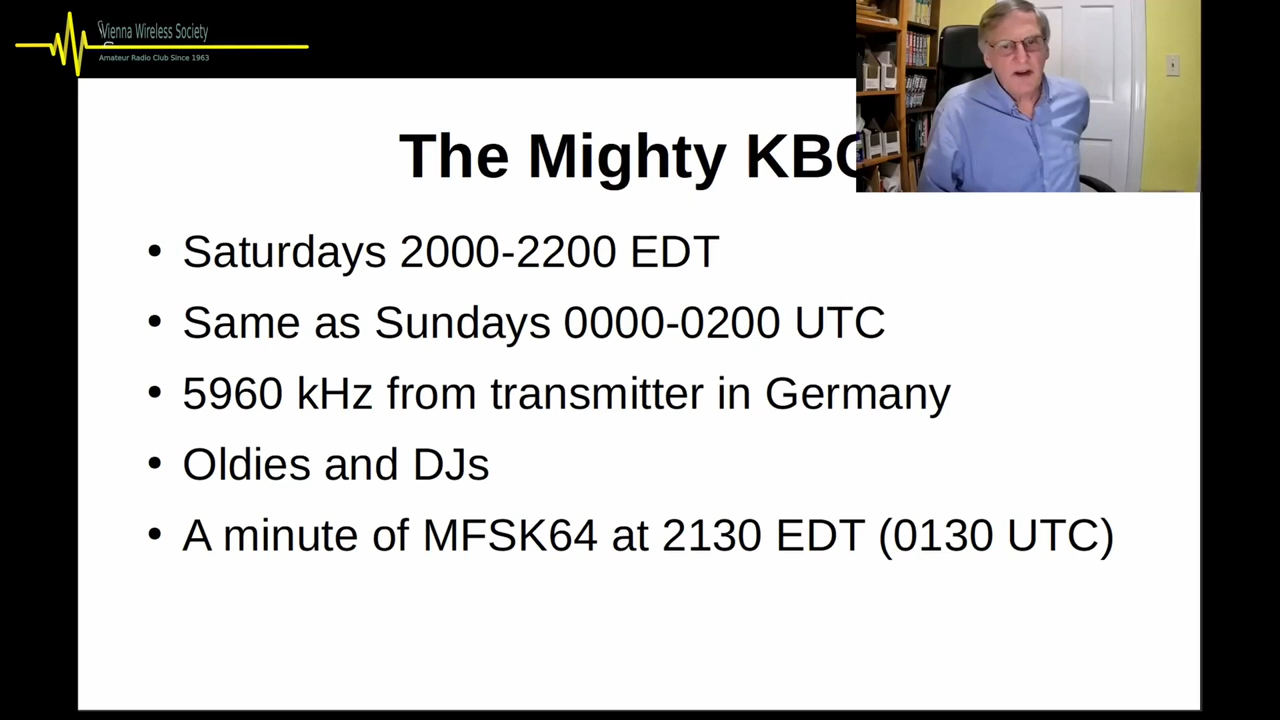 Vienna Wireless Society
Amateur Radio Club Since 1963
The Mighty KBC
• Saturdays 2000-2200 EDT
• Same as Sundays 0000-0200 UTC
• 5960 kHz from transmitter in Germany
• Oldies and DJs
• A minute of MFSK64 at 2130 EDT (0130 UTC)